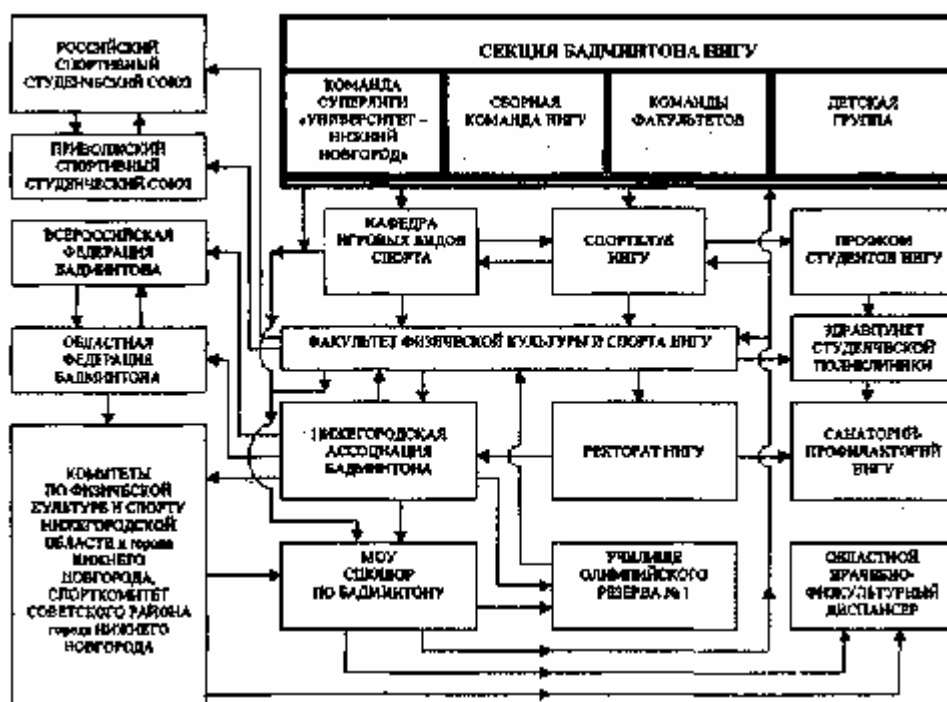 РОССИЙСКИЙ
СПОРТИВНЫЙ
СТУДЕНЧЕСКИЙ СОЮЗ
ПРИВОЛЖСКИЙ
СПОРТИВНЫЙ
СТУДЕНЧЕСКИЙ СОЮЗ
ВСЕРОССИЙСКАЯ
ФЕДЕРАЦИЯ
БАДМИНТОНА
ОБЛАСТНАЯ
ФЕДЕРАЦИЯ
БАДМИНТОНА
КОМИТЕТЫ
ПО ФИЗИЧЕСКОЙ
КУЛЬТУРЕ И СПОРТУ
НИЖЕГОРОДСКОЙ
ОБЛАСТИ и города
НИЖНЕГО
НОВГОРОДА,
СПОРТКОМИТЕТ
СОВЕТСКОГО РАЙОНА
города НИЖНЕГО
НОВГОРОДА
СЕКЦИЯ БАДМИНТОНА ННГУ
КОМАНДА
СУПЕРЛИГИ
«УНИВЕРСИТЕТ –
НИЖНИЙ
НОВГОРОД»
СБОРНАЯ
КОМАНДА ННГУ
КОМАНДЫ
ФАКУЛЬТЕТОВ
ДЕТСКАЯ
ГРУППА
КАФЕДРА
ИГРОВЫХ ВИДОВ
СПОРТА
СПОРТКЛУБ
ННГУ
ПРОФКОМ
СТУДЕНТОВ ННГУ
ФАКУЛЬТЕТ ФИЗИЧЕСКОЙ КУЛЬТУРЫ И СПОРТА ННГУ
ЗДРАВПУНКТ
СТУДЕНЧЕСКОЙ
ПОЛИКЛИНИКИ
НИЖЕГОРОДСКАЯ
АССОЦИАЦИЯ
БАДМИНТОНА
РЕКТОРАТ ННГУ
САНАТОРИЙ-
ПРОФИЛАКТОРИЙ
ННГУ
МОУ
СДЮШОР
ПО БАДМИНТОНУ
УЧИЛИЩЕ
ОЛИМПИЙСКОГО
РЕЗЕРВА № 1
ОБЛАСТНОЙ
ВРАЧЕБНО-
ФИЗКУЛЬТУРНЫЙ
ДИСПАНСЕР